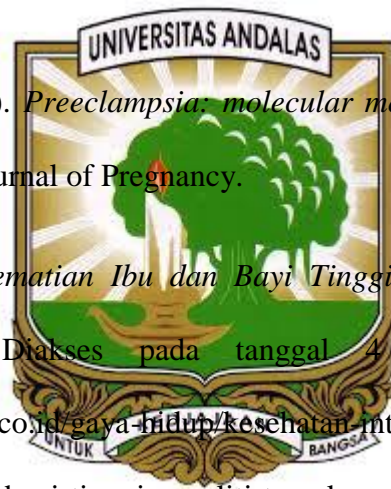 UNIVERSITAS ANDALAS
). Preeclampsia: molecular
urnal of Pregnancy.
ematian Ibu dan Bayi Tinggi
Diakses pada tanggal 4
co.id/gaya-hidup/kesehatan-int
UNTUK KEDJAJAAN BANGSA